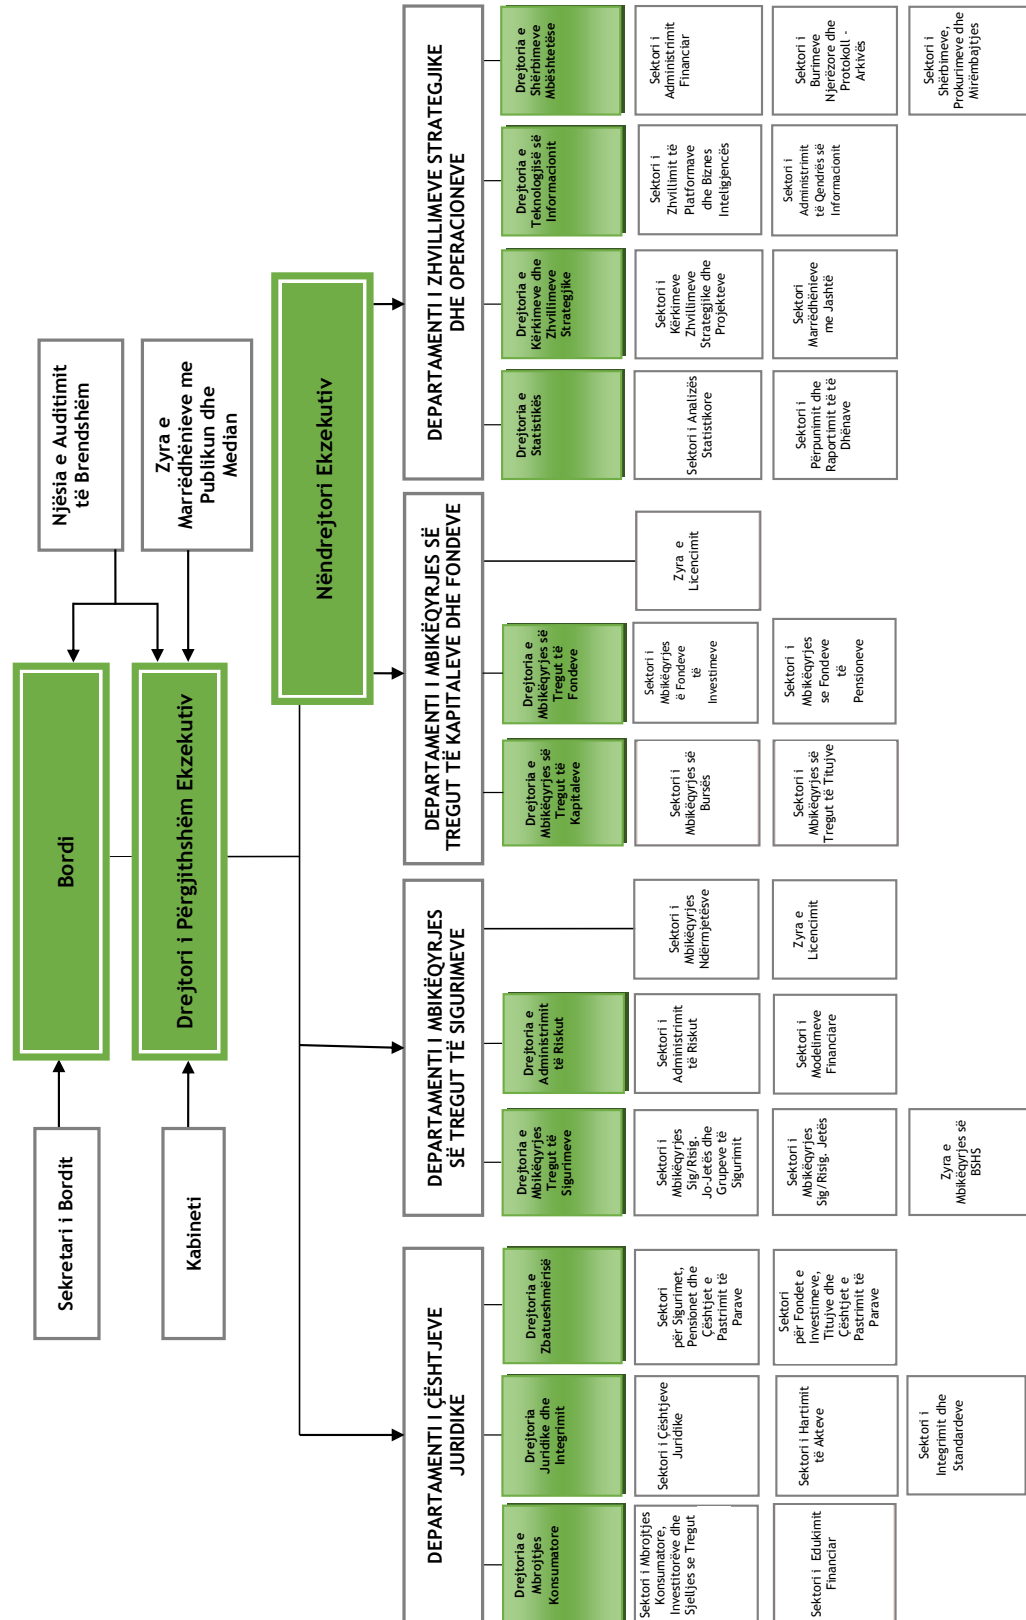 Bordi
Drejtori i Përgjithshëm Ekzekutiv
Sekretari i Bordit
Kabineti
Njësia e Auditimit
të Brendshëm
Zyra e
Marrëdhënieve me
Publikun dhe
Median
Nëndrejtori Ekzekutiv
DEPARTAMENTI I ÇËSHTJEVE
JURIDIKE
Drejtoria e
Mbrojtjes
Konsumatore
Sektori i Mbrojtjes
Konsumatore,
Investitorëve dhe
Sjelljes se Tregut
Sektori i Edukimit
Financiar
Drejtoria
Juridike dhe
Integrimit
Sektori i Çështjeve
Juridike
Sektori i Hartimit
të Akteve
Sektori i
Integrimit dhe
Standardeve
Drejtoria e
Zbatueshmërisë
Sektori
për Sigurimet,
Pensionet dhe
Çështjet e
Pastrimit të
Parave
Sektori
për Fondet e
Investimeve,
Titujve dhe
Çështjet e
Pastrimit të
Parave
DEPARTAMENTI I MBIKËQYRJES
SË TREGUT TË SIGURIMEVE
Drejtoria e
Mbikëqyrjes
Tregut të
Sigurimeve
Sektori i
Mbikëqyrjes
Sig/Risig.
Jo-Jetës dhe
Grupeve të
Sigurimit
Sektori i
Mbikëqyrjes
Sig/Risig. Jetës
Zyra e
Mbikëqyrjes së
BSHS
Drejtoria e
Administrimit
të Riskut
Sektori i
Administrimit
të Riskut
Sektori i
Modelimeve
Financiare
Sektori i
Mbikëqyrjes
Ndërmjetësve
Zyra e
Licencimit
DEPARTAMENTI I MBIKËQYRJES SË
TREGUT TË KAPITALEVE DHE FONDEVE
Drejtoria e
Mbikëqyrjes së
Tregut të
Kapitaleve
Sektori i
Mbikëqyrjes së
Bursës
Sektori i
Mbikëqyrjes së
Tregut të Titujve
Drejtoria e
Mbikëqyrjes së
Tregut të
Fondeve
Sektori i
Mbikëqyrjes
ë Fondeve
të
Investimeve
Sektori i
Mbikëqyrjes
se Fondeve
të
Pensioneve
Zyra e
Licencimit
DEPARTAMENTI I ZHVILLIMEVE STRATEGJIKE
DHE OPERACIONEVE
Drejtoria e
Statistikës
Sektori i Analizës
Statistikore
Sektori i
Përpunimit dhe
Raportimit të të
Dhënave
Drejtoria e
Kërkimeve dhe
Zhvillimeve
Strategjike
Sektori i
Kërkimeve
Zhvillimeve
Strategjike dhe
Projekteve
Sektori
Marrëdhënieve
me Jashtë
Drejtoria e
Teknologjisë së
Informacionit
Sektori i
Zhvillimit të
Platformave
dhe Biznes
Inteligjencës
Sektori i
Administrimit
të Qendrës së
Informacionit
Drejtoria e
Shërbimeve
Mbështetëse
Sektori i
Administrimit
Financiar
Sektori i
Burimeve
Njerëzore dhe
Protokoll -
Arkivës
Sektori i
Shërbimeve,
Prokurimeve dhe
Mirëmbajtjes